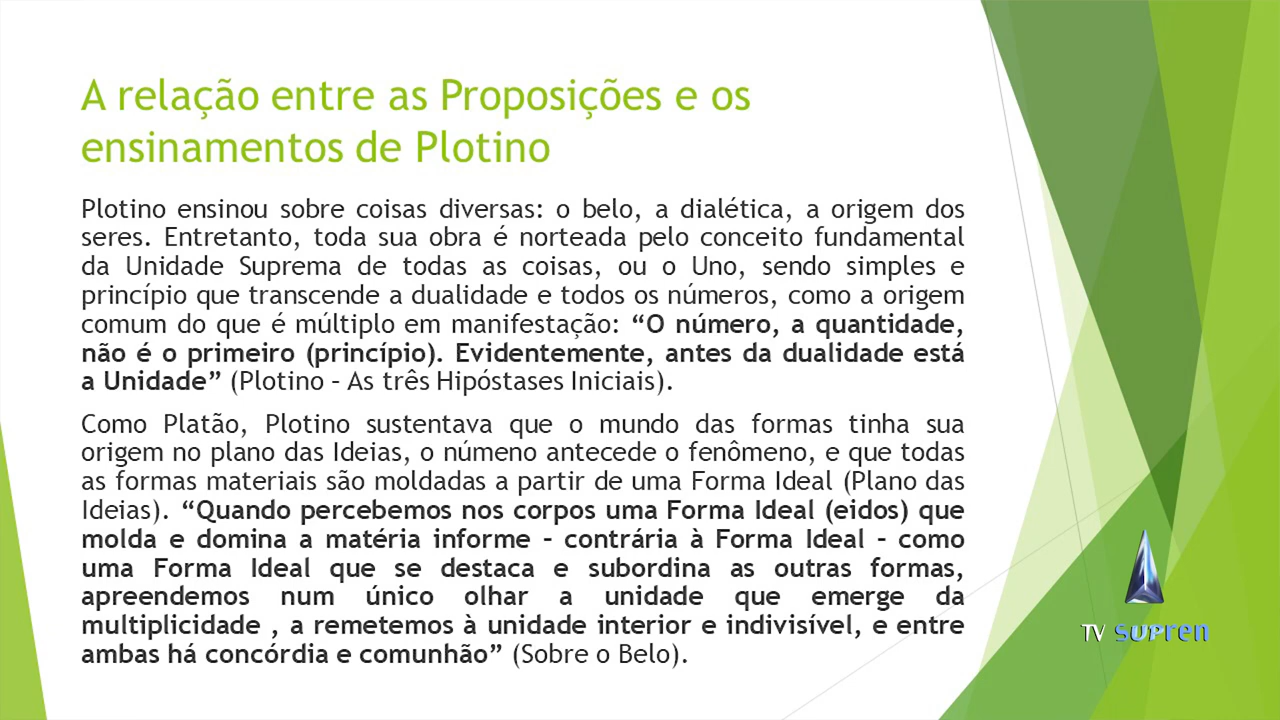 A relação entre as Proposições e os
ensinamentos de Plotino
Plotino ensinou sobre coisas diversas: o belo, a dialética, a origem dos
seres. Entretanto, toda sua obra é norteada pelo conceito fundamental
da Unidade Suprema de todas as coisas, ou o Uno, sendo simples e
princípio que transcende a dualidade e todos os números, como a origem
comum do que é múltiplo em manifestação: “O número, a quantidade,
não é o primeiro (princípio). Evidentemente, antes da dualidade está
a Unidade” (Plotino – As três Hipóstases Iniciais).
Como Platão, Plotino sustentava que o mundo das formas tinha sua
origem no plano das Ideias, o númeno antecede o fenômeno, e que todas
as formas materiais são moldadas a partir de uma Forma Ideal (Plano das
Ideias). “Quando percebemos nos corpos uma Forma Ideal (eidos) que
molda e domina a matéria informe – contrária à Forma Ideal – como
uma Forma Ideal que se destaca e subordina as outras formas,
apreendemos num único olhar a unidade que emerge da
multiplicidade , a remetemos à unidade interior e indivisível, e entre
ambas há concórdia e comunhão” (Sobre o Belo).
TV SUPREN